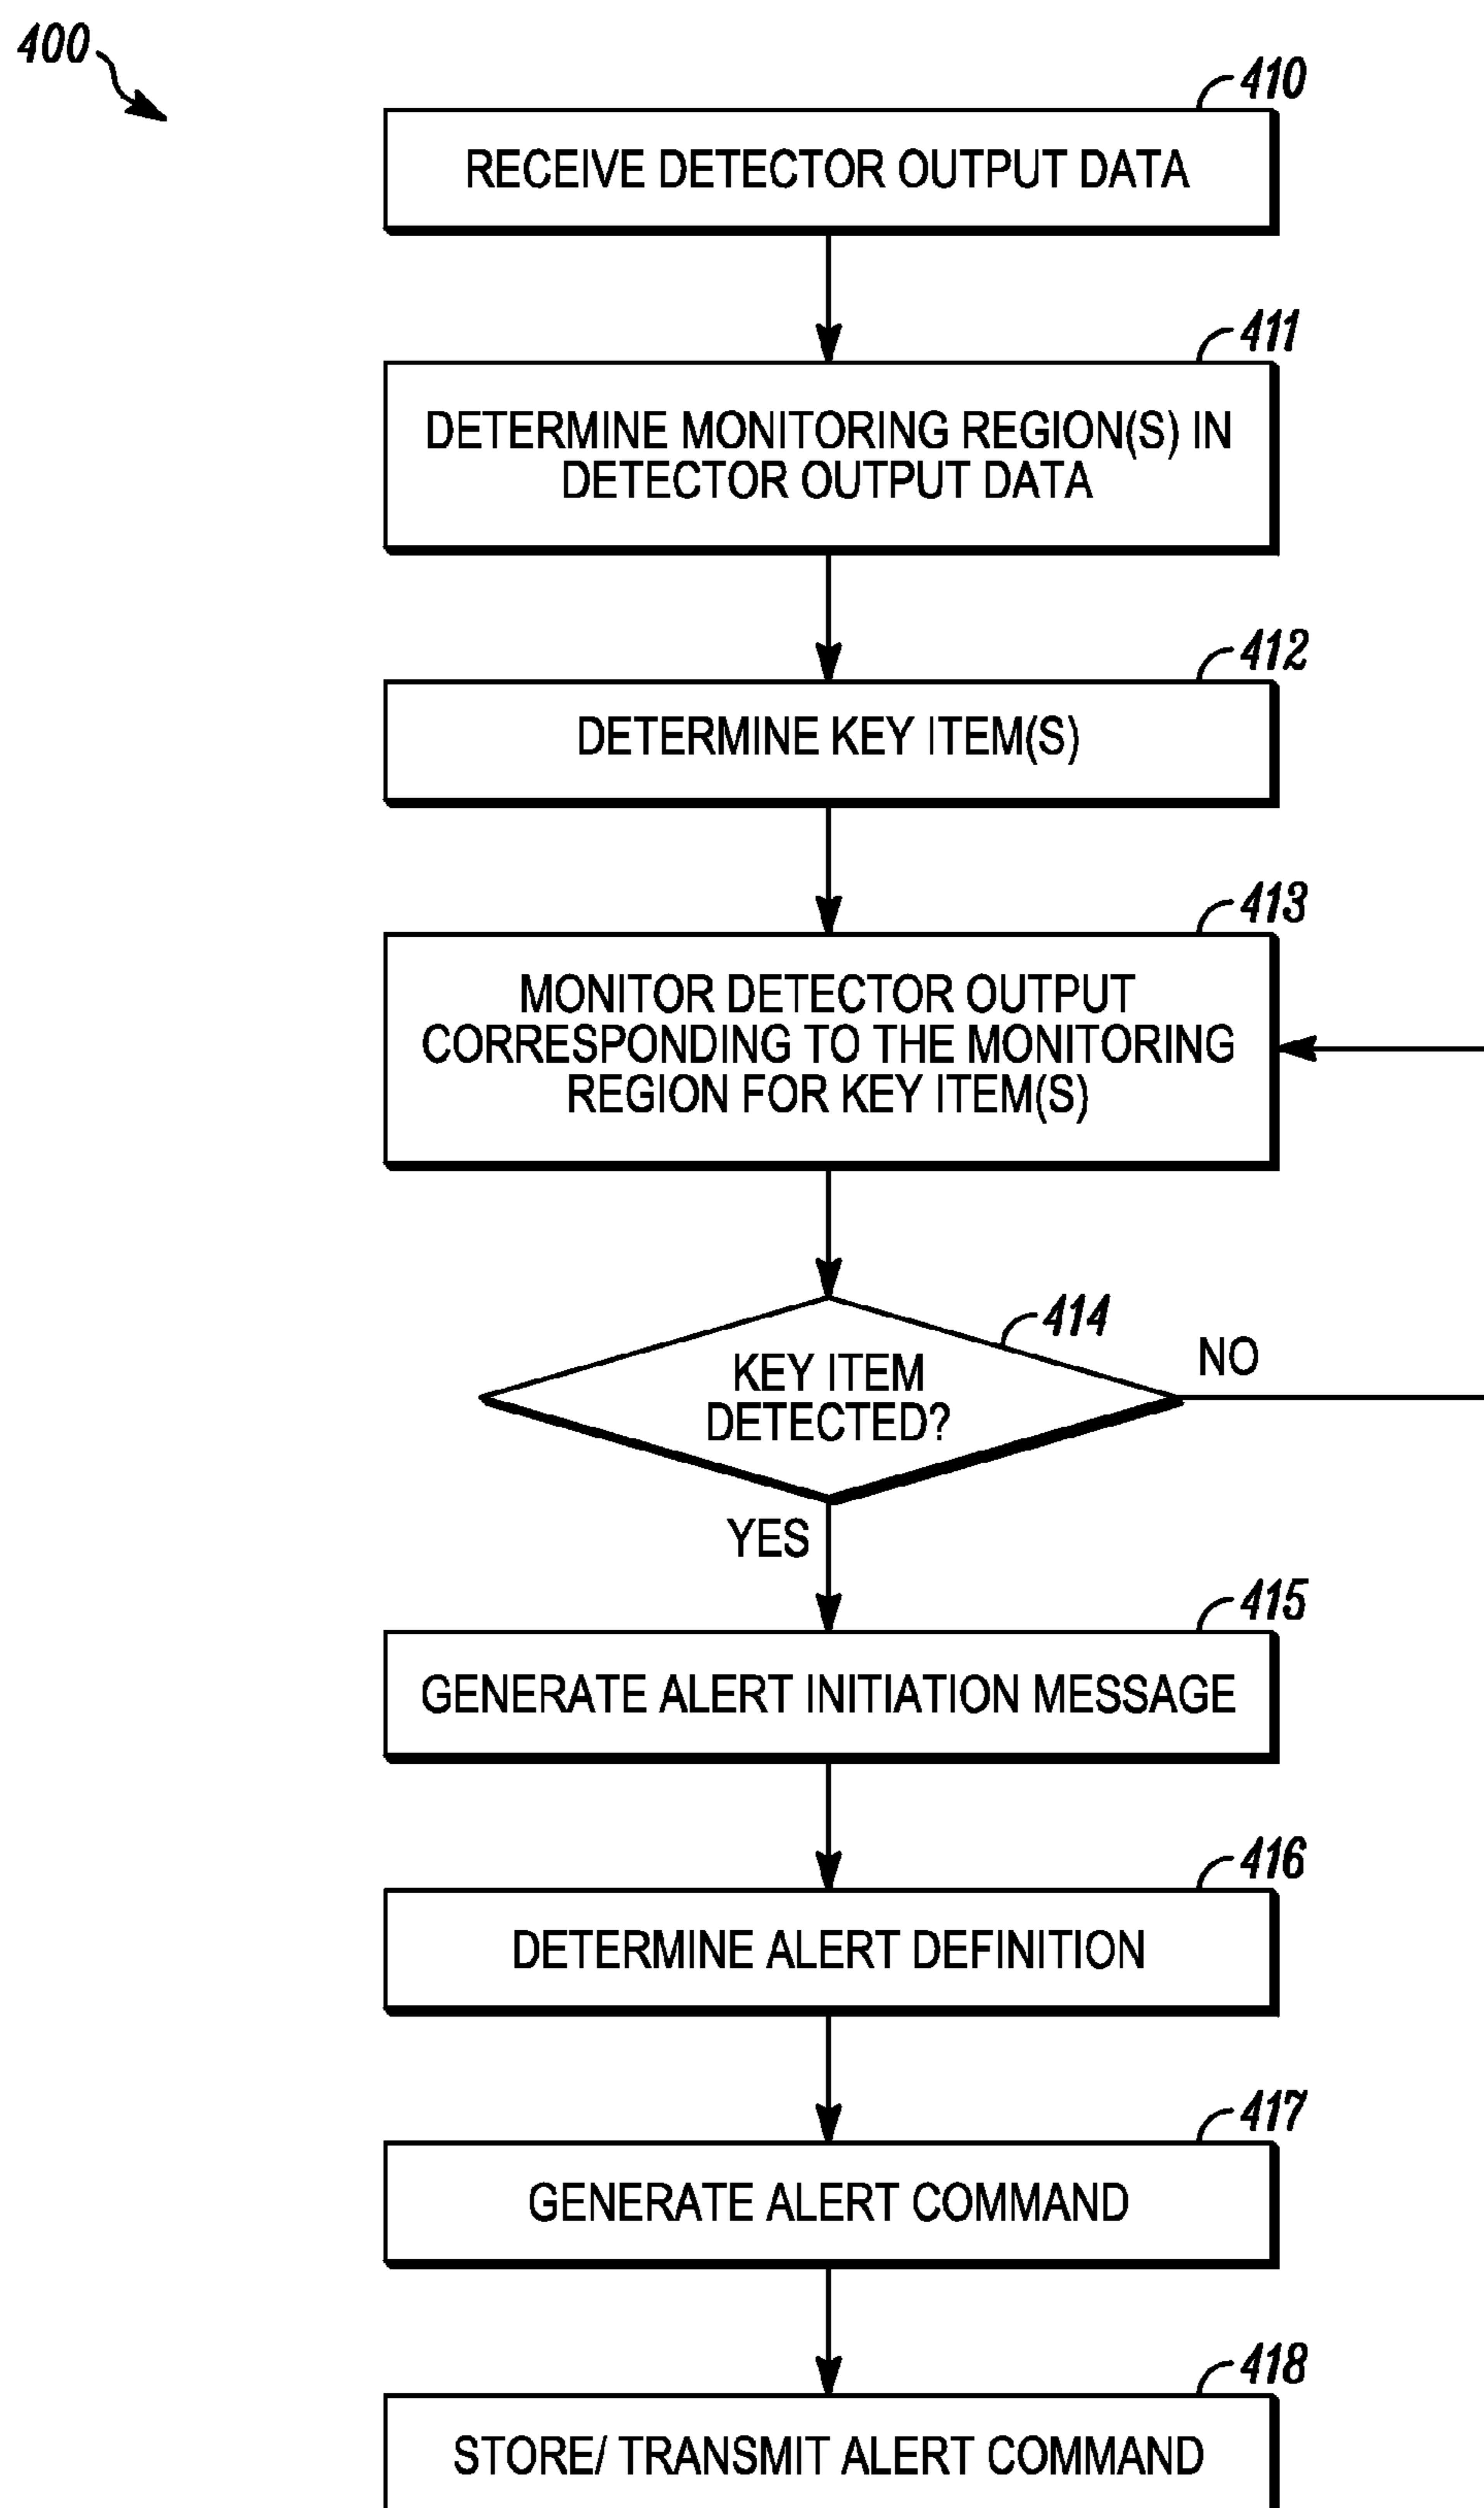 400
410
RECEIVE DETECTOR OUTPUT DATA
411
DETERMINE MONITORING REGION(S) IN
DETECTOR OUTPUT DATA
412
DETERMINE KEY ITEM(S)
413
MONITOR DETECTOR OUTPUT
CORRESPONDING TO THE MONITORING
REGION FOR KEY ITEM(S)
414
KEY ITEM
DETECTED?
NO
YES
415
GENERATE ALERT INITIATION MESSAGE
416
DETERMINE ALERT DEFINITION
417
GENERATE ALERT COMMAND
418
STORE/ TRANSMIT ALERT COMMAND